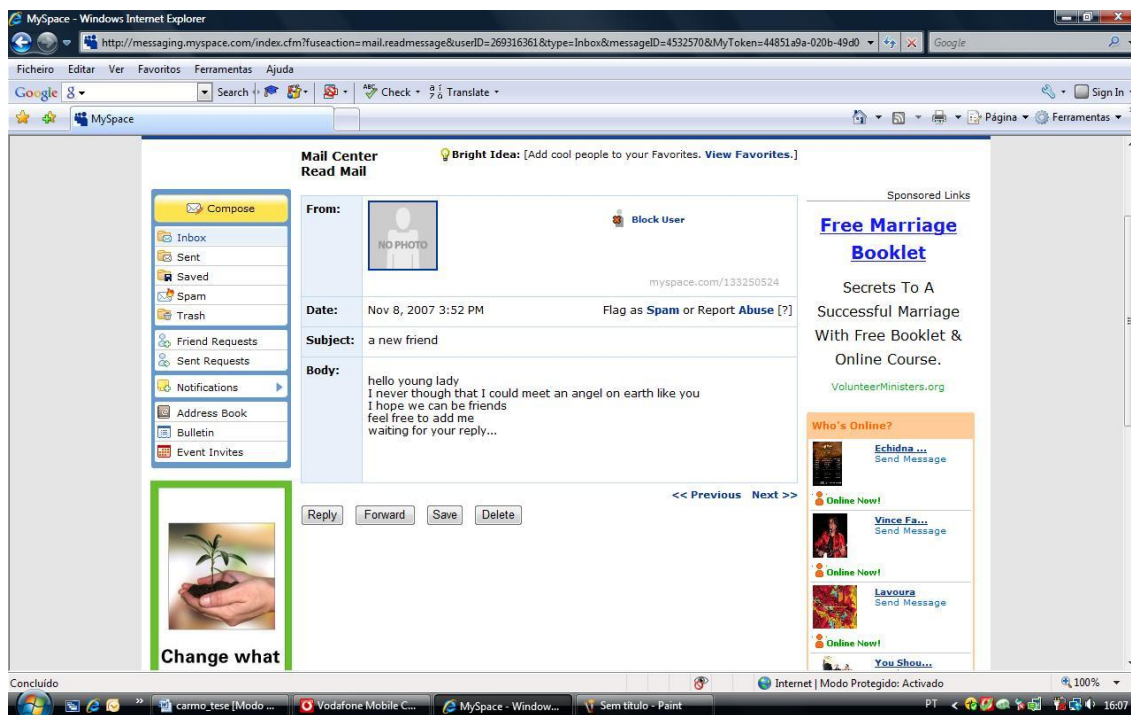 MySpace - Windows Internet Explorer
http://messaging.myspace.com/index.cfm?fuseaction=mail.readmessage&userID=269316361&type=Inbox&messageID=4532570&MyToken=44851a9a-020b-49d0
Google
Ficheiro Editar Ver Favoritos Ferramentas Ajuda
Google Search Check Translate Sign In
MySpace Página Ferramentas
Mail Center
Read Mail
Bright Idea: [Add cool people to your Favorites. View Favorites.]
Compose
Inbox
Sent
Saved
Spam
Trash
Friend Requests
Sent Requests
Notifications
Address Book
Bulletin
Event Invites
Change what
From:
NO PHOTO
Block User
myspace.com/133250524
Date: Nov 8, 2007 3:52 PM Flag as Spam or Report Abuse [?]
Subject: a new friend
Body:
hello young lady
I never though that I could meet an angel on earth like you
I hope we can be friends
feel free to add me
waiting for your reply...
<< Previous Next >>
Reply Forward Save Delete
Sponsored Links
Free Marriage
Booklet
Secrets To A
Successful Marriage
With Free Booklet &
Online Course.
VolunteerMinisters.org
Who's Online?
Echidna ...
Send Message
Online Now!
Vince Fa...
Send Message
Online Now!
Lavoura
Send Message
Online Now!
You Shou...
Concluído Internet | Modo Protegido: Activado 100%
carmo_tese [Modo ... Vodafone Mobile C... MySpace - Window... Sem título - Paint PT 16:07